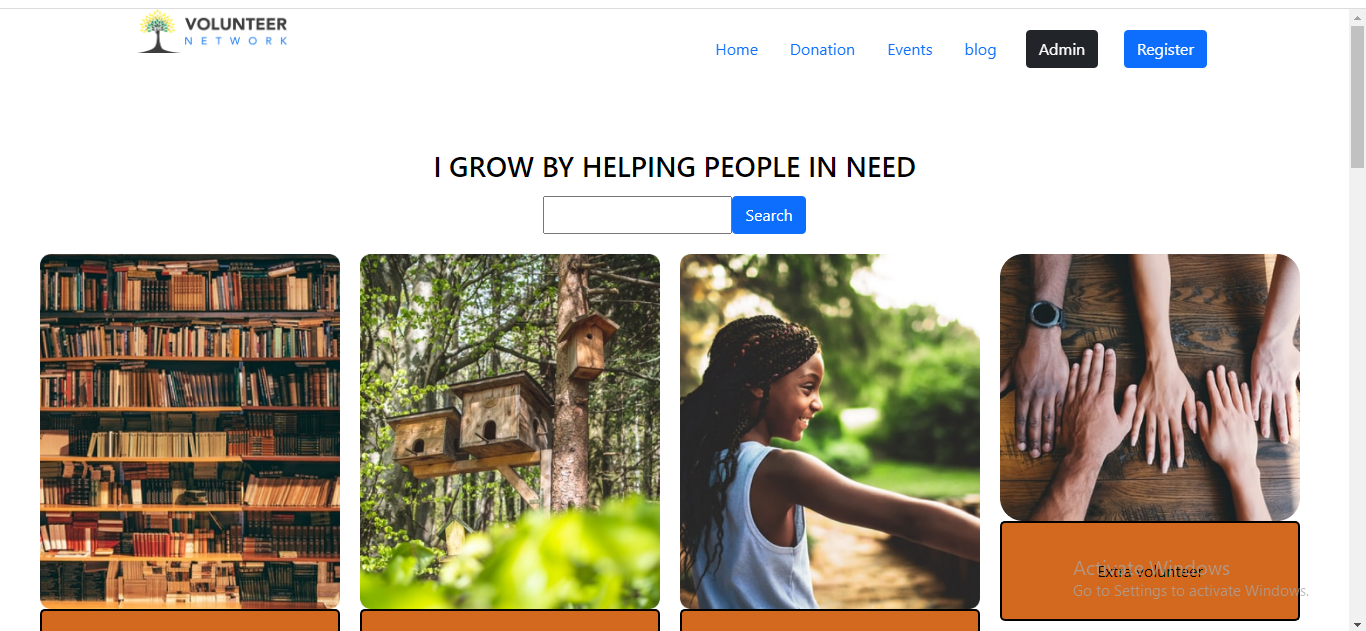 VOLUNTEER
NETWORK
Home
Donation
Events
blog
Admin
Register
I GROW BY HELPING PEOPLE IN NEED
Search
Extra volunteer
Activate Windows
Go to Settings to activate Windows.